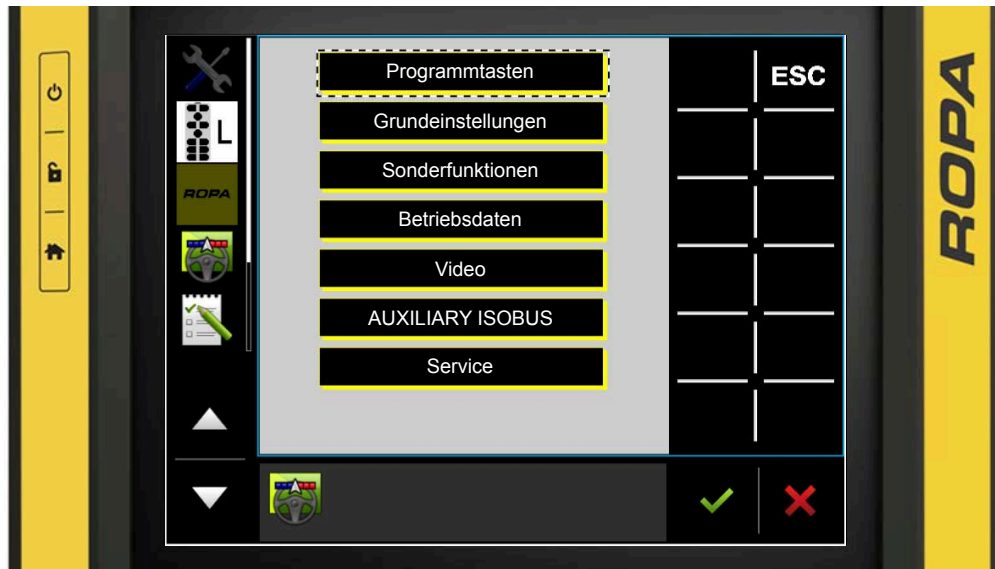 Programmtasten
ESC
Grundeinstellungen
L
Sonderfunktionen
ROPA
Betriebsdaten
Video
AUXILIARY ISOBUS
Service
ROPA